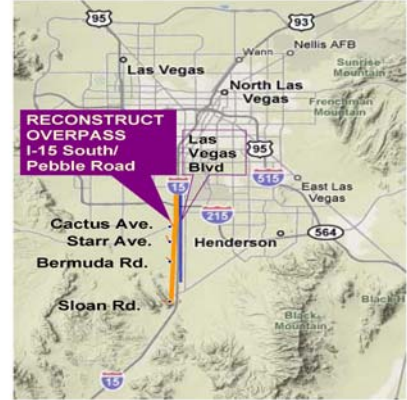 95
93
Wann
Nellis AFB
Las Vegas
Sunrise
Mountain
North Las
Vegas
Frenchman
Mountain
RECONSTRUCT
OVERPASS
I-15 South/
Pebble Road
Las
Vegas
Blvd
95
15
515
East Las
Vegas
215
Cactus Ave.
Starr Ave.
Henderson
564
Bermuda Rd.
Sloan Rd.
Black
Mountain
Black
15